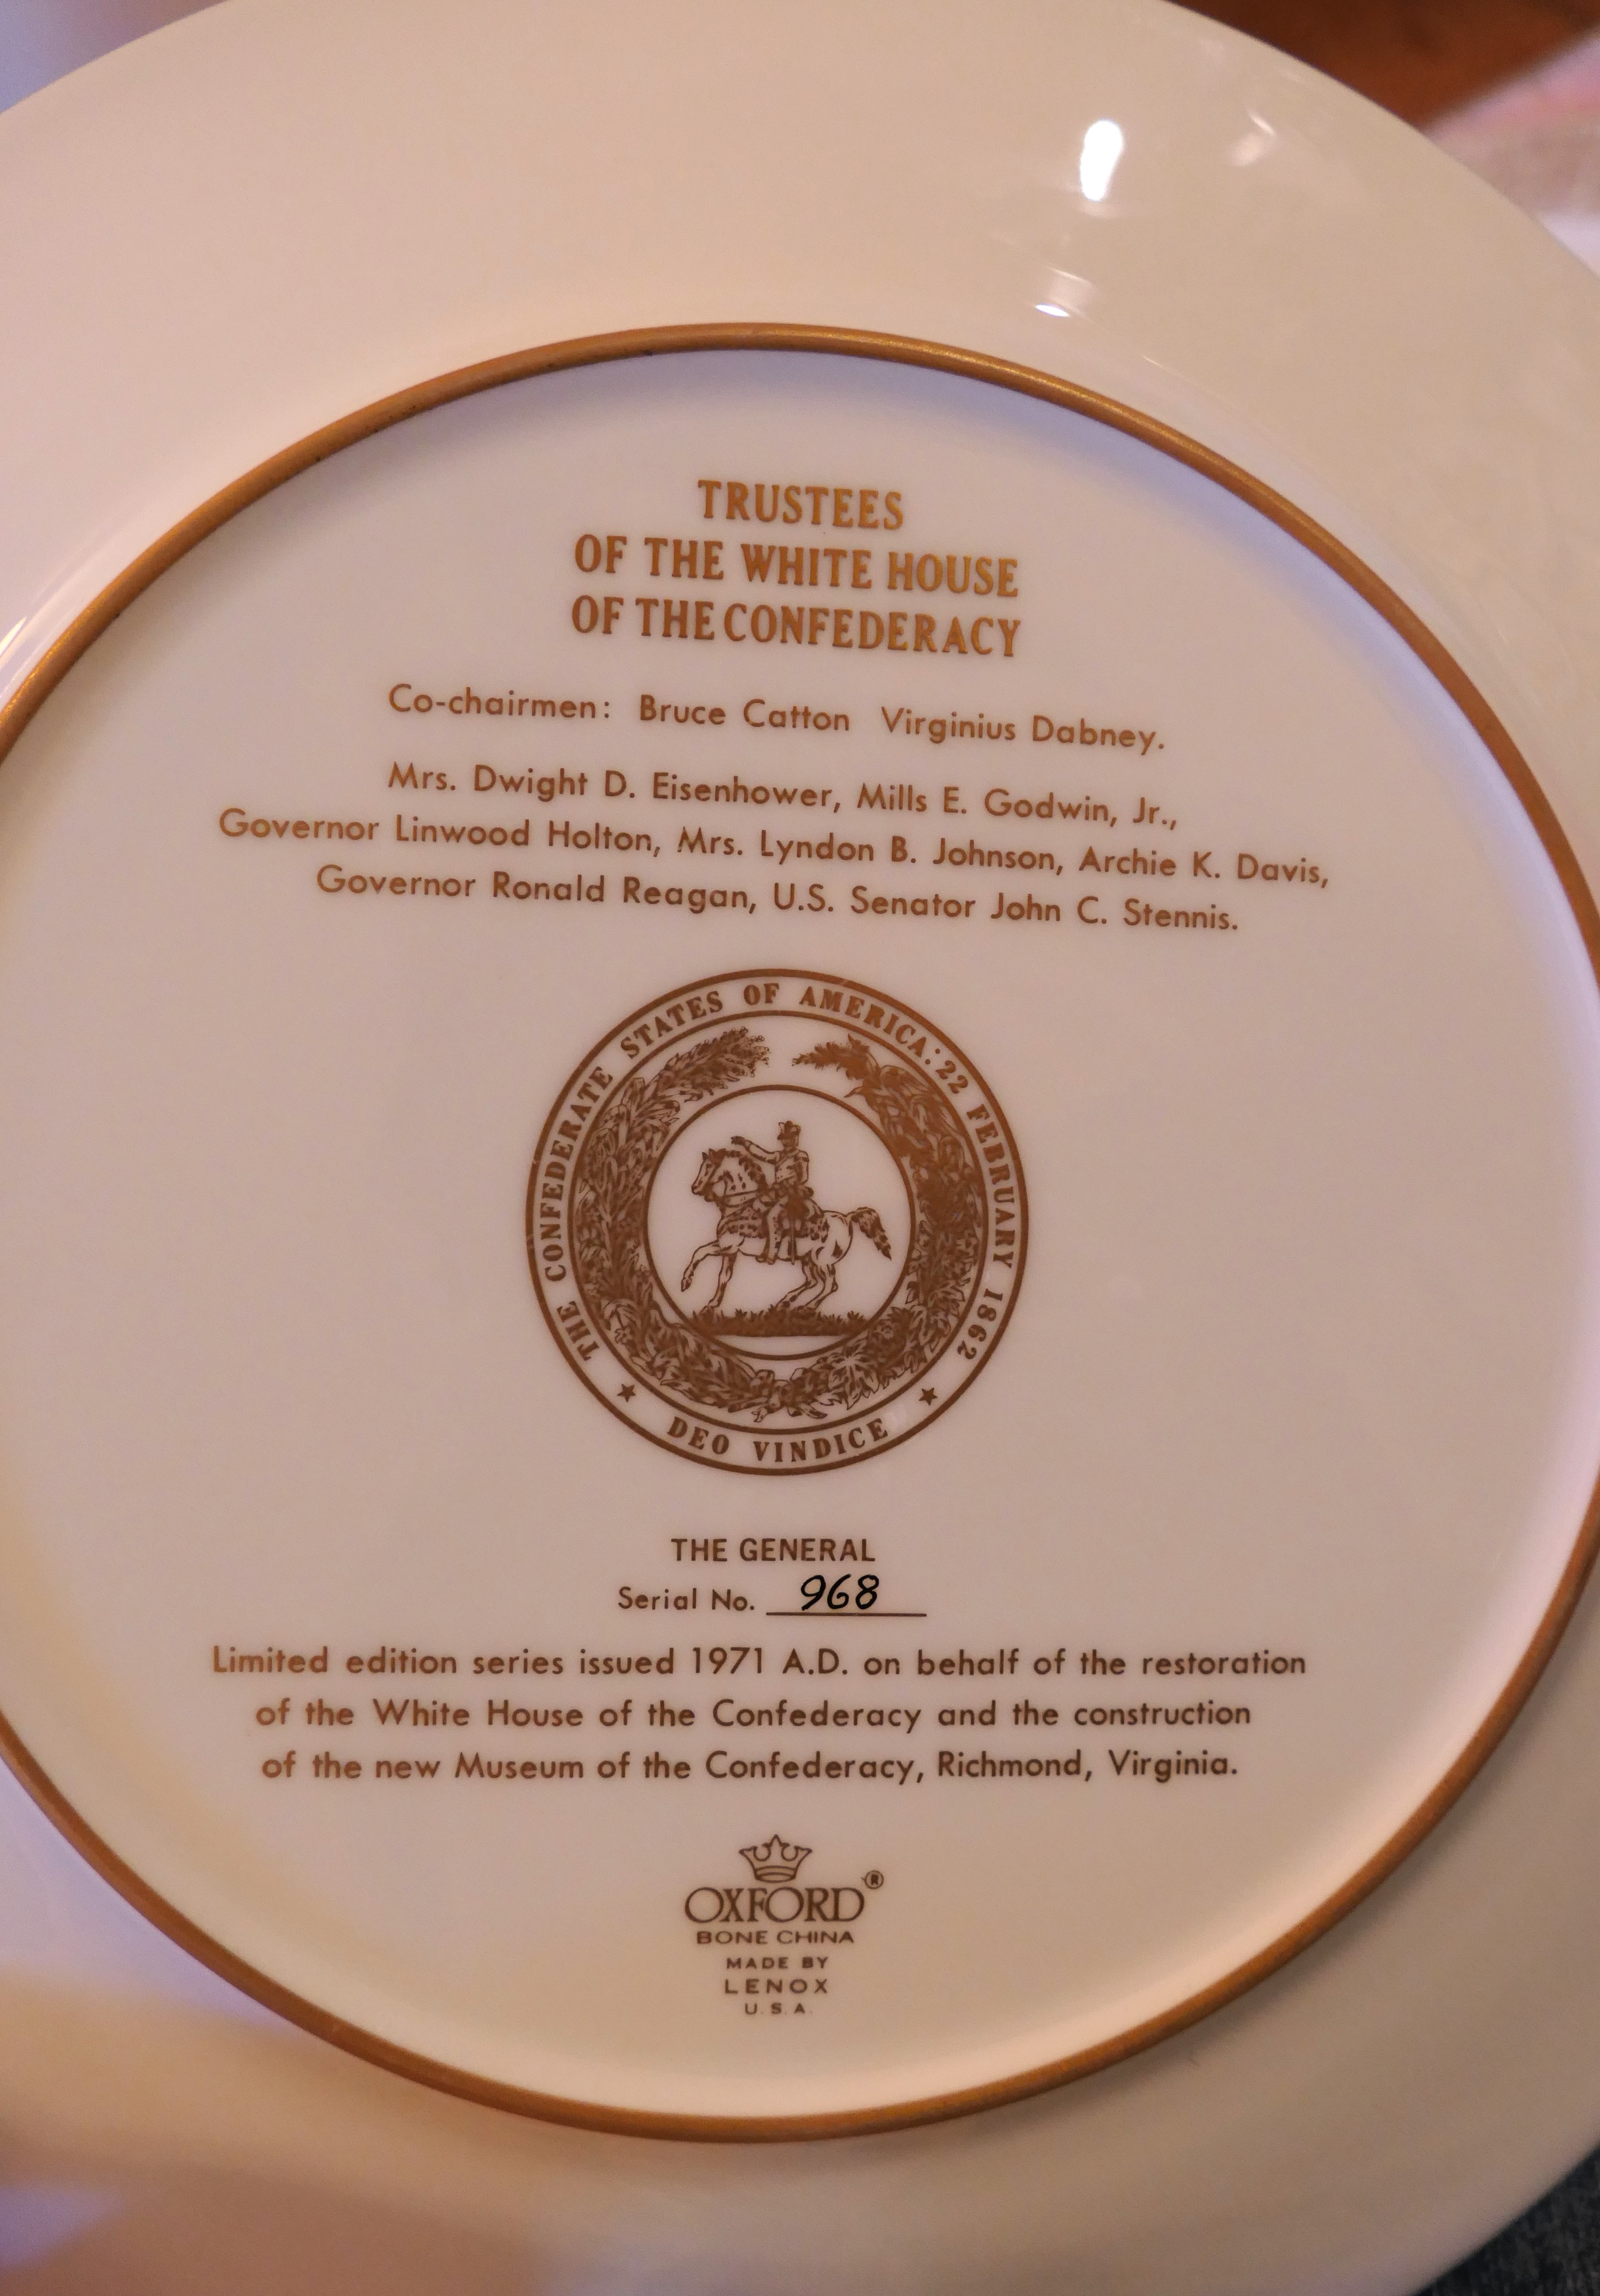 TRUSTEES
OF THE WHITE HOUSE
OF THE CONFEDERACY
Co-chairmen: Bruce Catton Virginius Dabney.
Mrs. Dwight D. Eisenhower, Mills E. Godwin, Jr.,
Governor Linwood Holton, Mrs. Lyndon B. Johnson, Archie K. Davis,
Governor Ronald Reagan, U.S. Senator John C. Stennis.
THE CONFEDERATE STATES OF AMERICA: 22 FEBRUARY 1862
★ DEO VINDICE ★
THE GENERAL
Serial No. 968
Limited edition series issued 1971 A.D. on behalf of the restoration
of the White House of the Confederacy and the construction
of the new Museum of the Confederacy, Richmond, Virginia.
OXFORD®
BONE CHINA
MADE BY
LENOX
U.S.A.